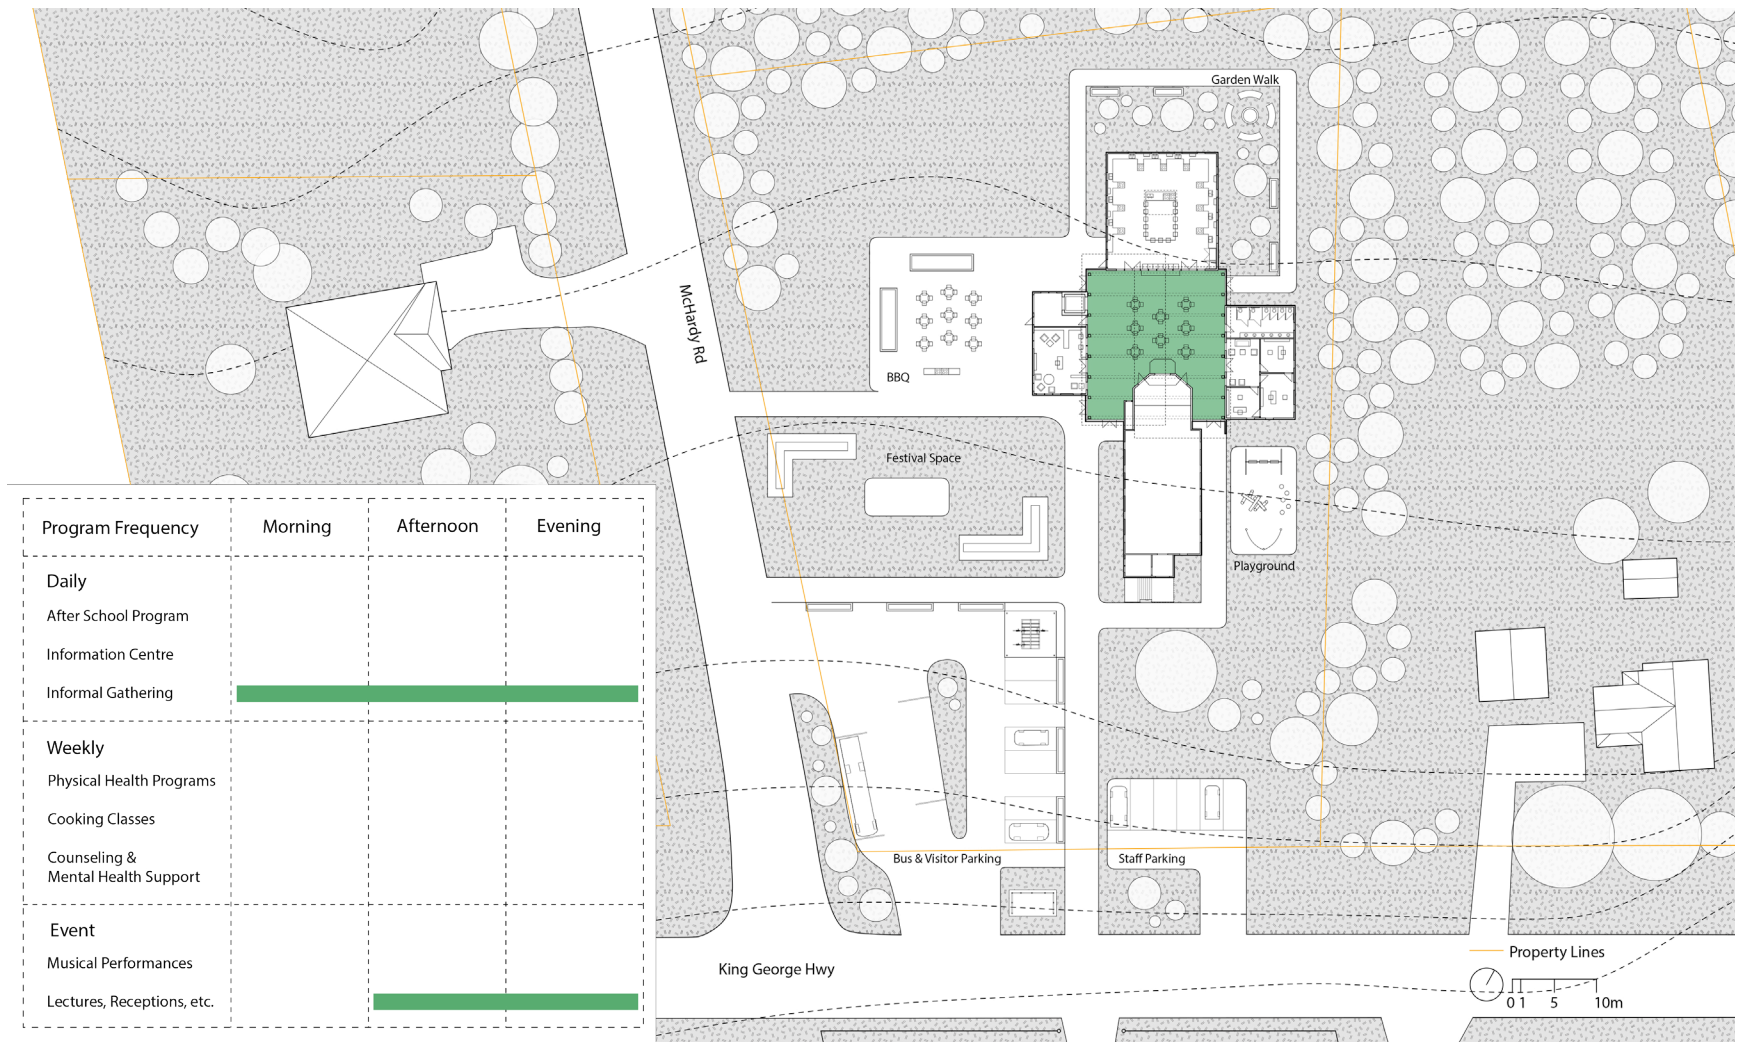 Garden Walk
McHardy Rd
BBQ
Festival Space
Playground
Program Frequency Morning Afternoon Evening
Daily
After School Program
Information Centre
Informal Gathering
Weekly
Physical Health Programs
Cooking Classes
Counseling &
Mental Health Support
Event
Musical Performances
Lectures, Receptions, etc.
Bus & Visitor Parking
Staff Parking
King George Hwy
Property Lines
0 1 5 10m